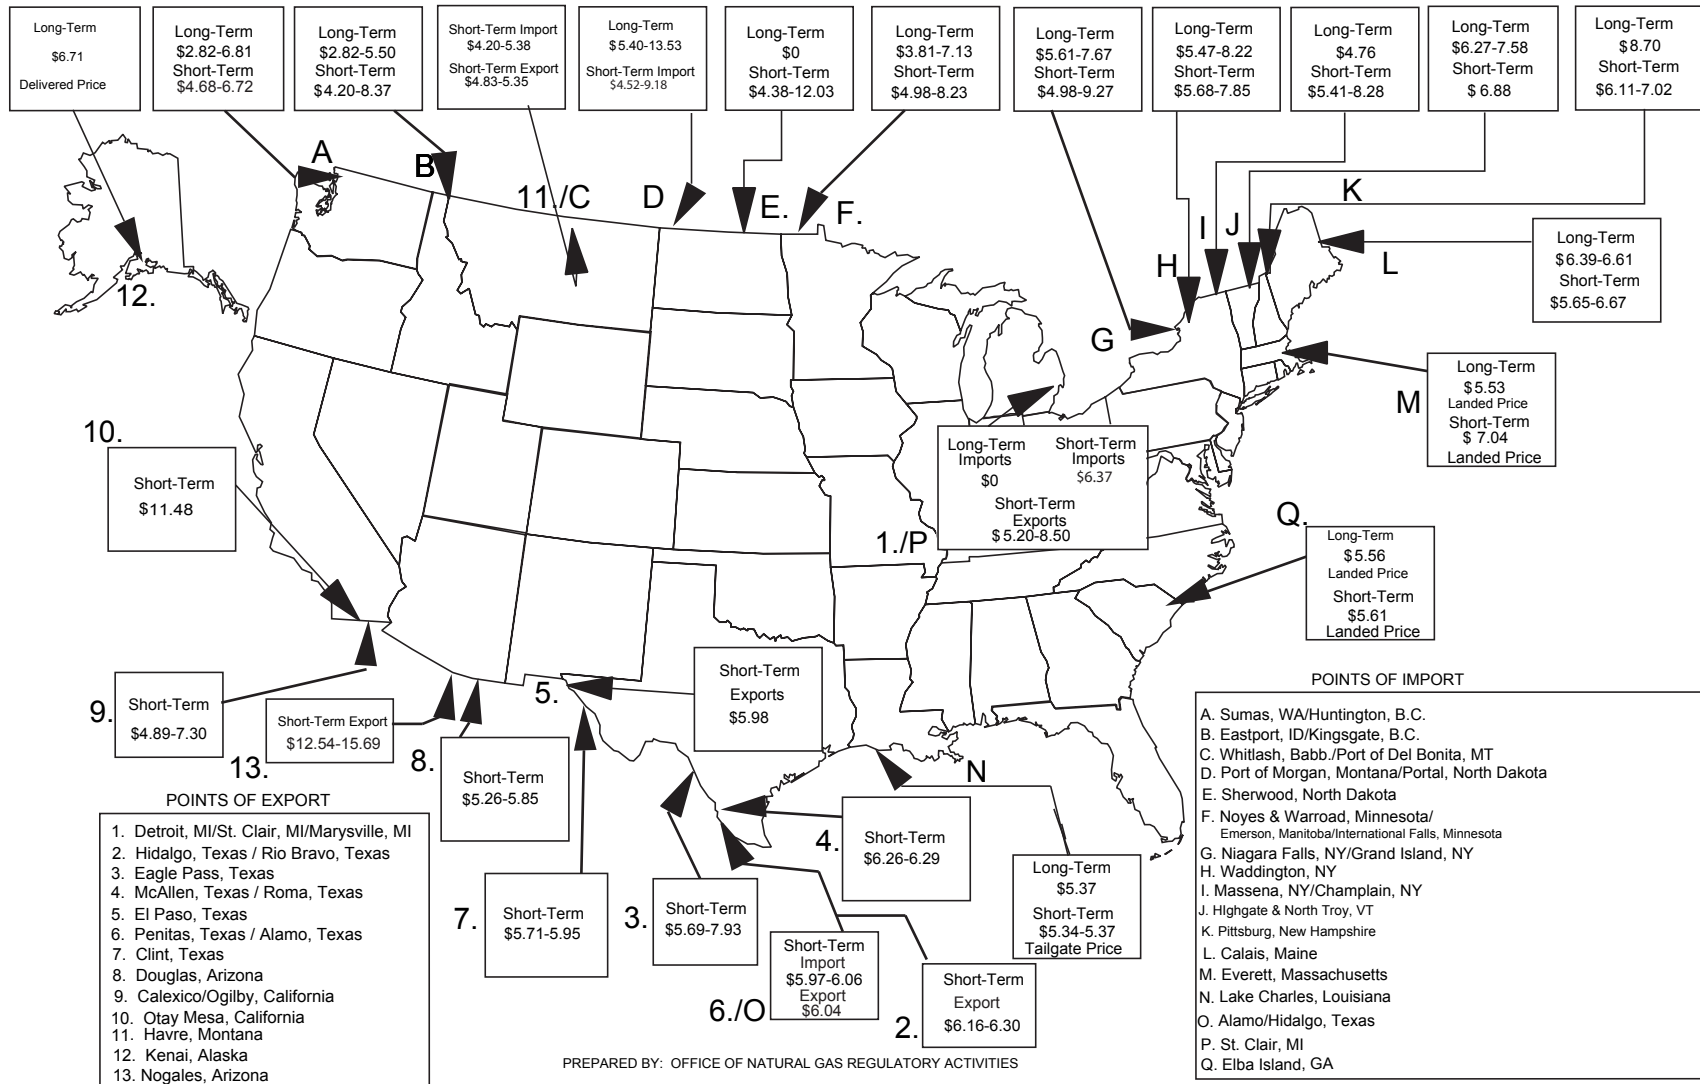 Long-Term
$6.71
Delivered Price
Long-Term
$2.82-6.81
Short-Term
$4.68-6.72
Long-Term
$2.82-5.50
Short-Term
$4.20-8.37
Short-Term Import
$4.20-5.38
Short-Term Export
$4.83-5.35
Long-Term
$5.40-13.53
Short-Term Import
$4.52-9.18
Long-Term
$0
Short-Term
$4.38-12.03
Long-Term
$3.81-7.13
Short-Term
$4.98-8.23
Long-Term
$5.61-7.67
Short-Term
$4.98-9.27
Long-Term
$5.47-8.22
Short-Term
$5.68-7.85
Long-Term
$4.76
Short-Term
$5.41-8.28
Long-Term
$6.27-7.58
Short-Term
$ 6.88
Long-Term
$8.70
Short-Term
$6.11-7.02
A
B
11./C
D
E.
F.
G
H
I
J
K
L
12.
Long-Term
$6.39-6.61
Short-Term
$5.65-6.67
M
Long-Term
$5.53
Landed Price
Short-Term
$ 7.04
Landed Price
10.
Short-Term
$11.48
1./P
Long-Term
Imports
$0
Short-Term
Imports
$6.37
Short-Term
Exports
$5.20-8.50
Q.
Long-Term
$5.56
Landed Price
Short-Term
$5.61
Landed Price
9.
Short-Term
$4.89-7.30
13.
Short-Term Export
$12.54-15.69
8.
Short-Term
$5.26-5.85
5.
Short-Term
Exports
$5.98
7.
Short-Term
$5.71-5.95
3.
Short-Term
$5.69-7.93
4.
Short-Term
$6.26-6.29
6./O
Short-Term
Import
$5.97-6.06
Export
$6.04
2.
Short-Term
Export
$6.16-6.30
N
Long-Term
$5.37
Short-Term
$5.34-5.37
Tailgate Price
POINTS OF EXPORT
1. Detroit, MI/St. Clair, MI/Marysville, MI
2. Hidalgo, Texas / Rio Bravo, Texas
3. Eagle Pass, Texas
4. McAllen, Texas / Roma, Texas
5. El Paso, Texas
6. Penitas, Texas / Alamo, Texas
7. Clint, Texas
8. Douglas, Arizona
9. Calexico/Ogilby, California
10. Otay Mesa, California
11. Havre, Montana
12. Kenai, Alaska
13. Nogales, Arizona
POINTS OF IMPORT
A. Sumas, WA/Huntington, B.C.
B. Eastport, ID/Kingsgate, B.C.
C. Whitlash, Babb./Port of Del Bonita, MT
D. Port of Morgan, Montana/Portal, North Dakota
E. Sherwood, North Dakota
F. Noyes & Warroad, Minnesota/
Emerson, Manitoba/International Falls, Minnesota
G. Niagara Falls, NY/Grand Island, NY
H. Waddington, NY
I. Massena, NY/Champlain, NY
J. HIghgate & North Troy, VT
K. Pittsburg, New Hampshire
L. Calais, Maine
M. Everett, Massachusetts
N. Lake Charles, Louisiana
O. Alamo/Hidalgo, Texas
P. St. Clair, MI
Q. Elba Island, GA
PREPARED BY: OFFICE OF NATURAL GAS REGULATORY ACTIVITIES